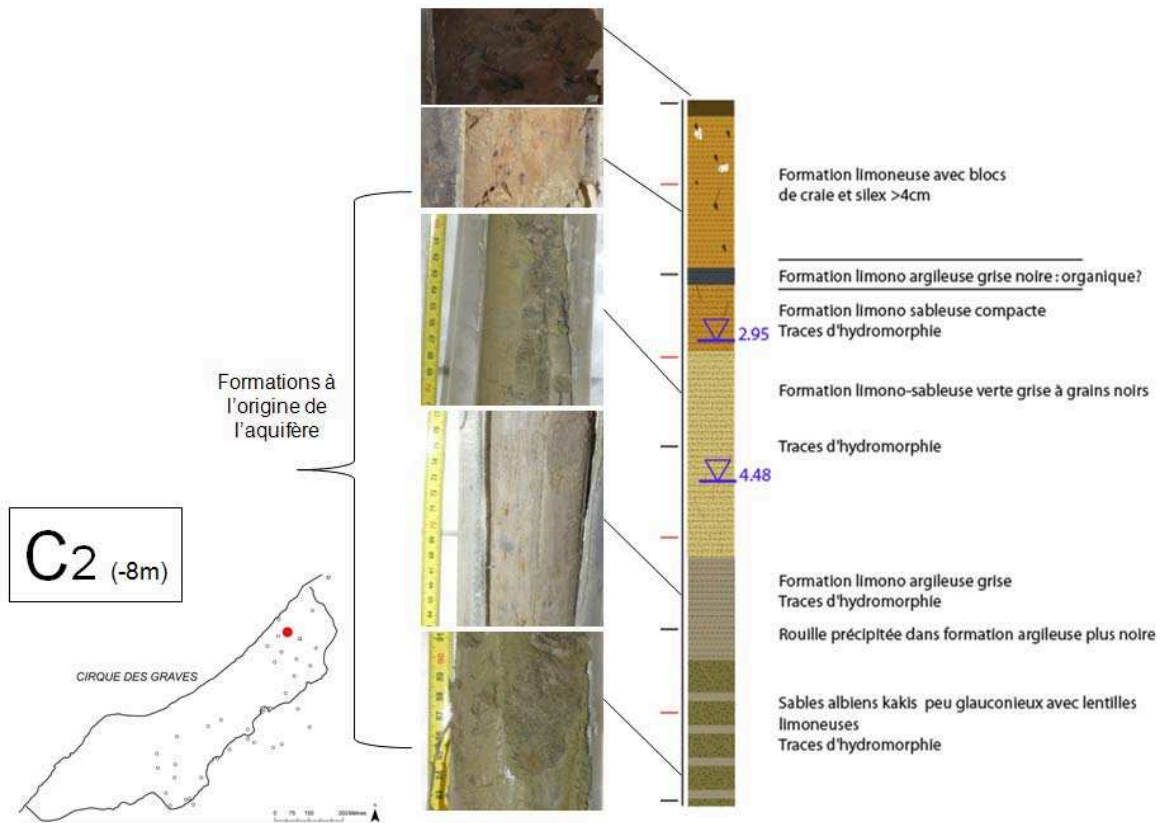 Formation limoneuse avec blocs
de craie et silex >4cm
Formation limono argileuse grise noire : organique?
Formation limono sableuse compacte
Traces d'hydromorphie
2.95
Formation limono-sableuse verte grise à grains noirs
Traces d'hydromorphie
4.48
Formation limono argileuse grise
Traces d'hydromorphie
Rouille précipitée dans formation argileuse plus noire
Sables albiens kakis peu glauconieux avec lentilles
limoneuses
Traces d'hydromorphie
Formations à
l'origine de
l'aquifère
C2 (-8m)
CIRQUE DES GRAVES